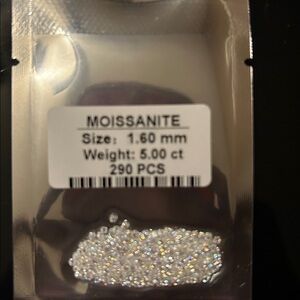 MOISSANITE
Size: 1.60 mm
Weight: 5.00 ct
290 PCS